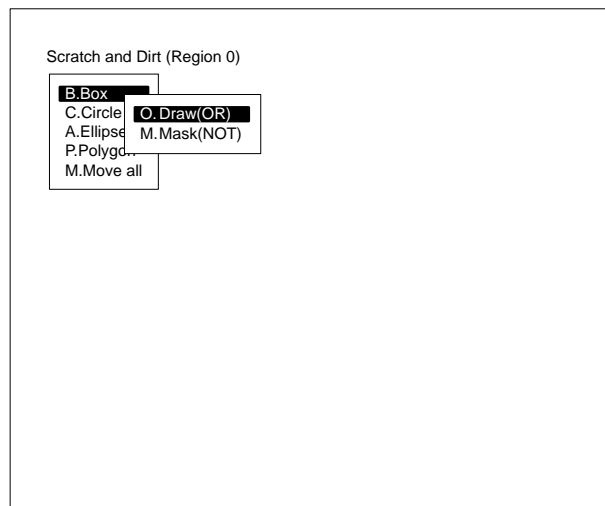 Scratch and Dirt (Region 0)
B.Box
C.Circle
O.Draw(OR)
A.Ellipse
M.Mask(NOT)
P.Polygon
M.Move all